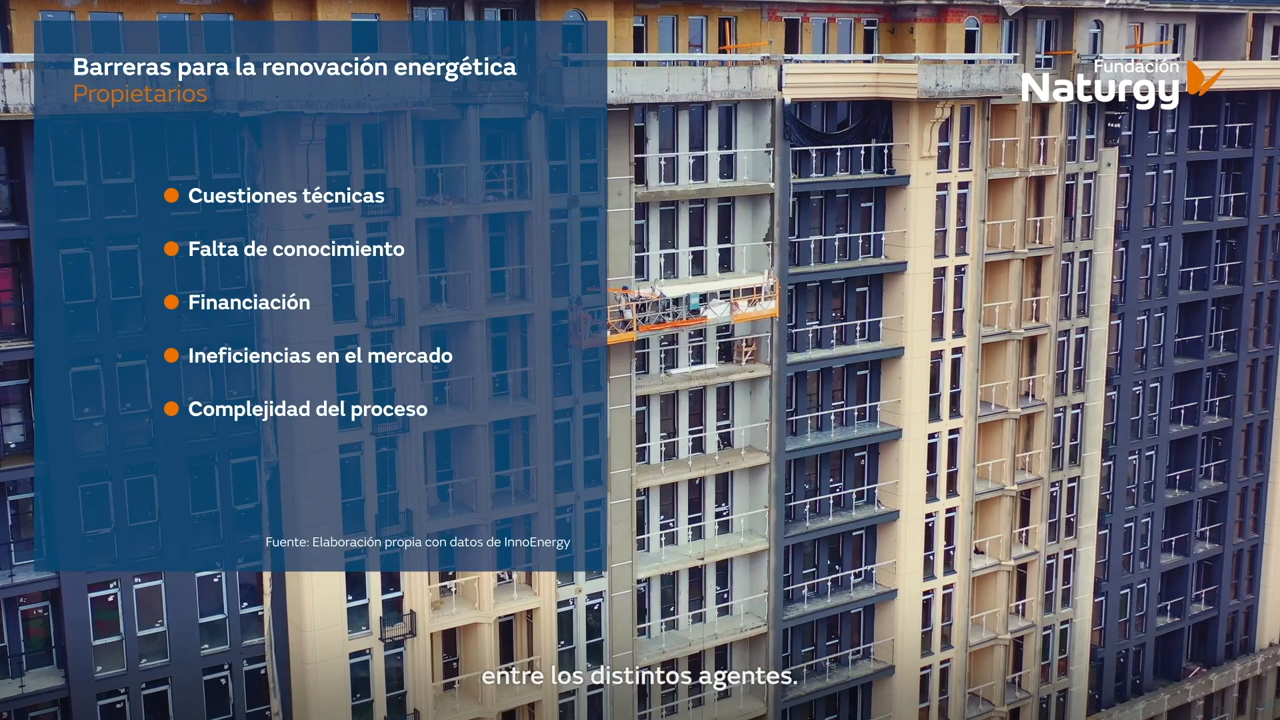 Barreras para la renovación energética
Propietarios
Fundación
Naturgy
Cuestiones técnicas
Falta de conocimiento
Financiación
Ineficiencias en el mercado
Complejidad del proceso
Fuente: Elaboración propia con datos de InnoEnergy
entre los distintos agentes.